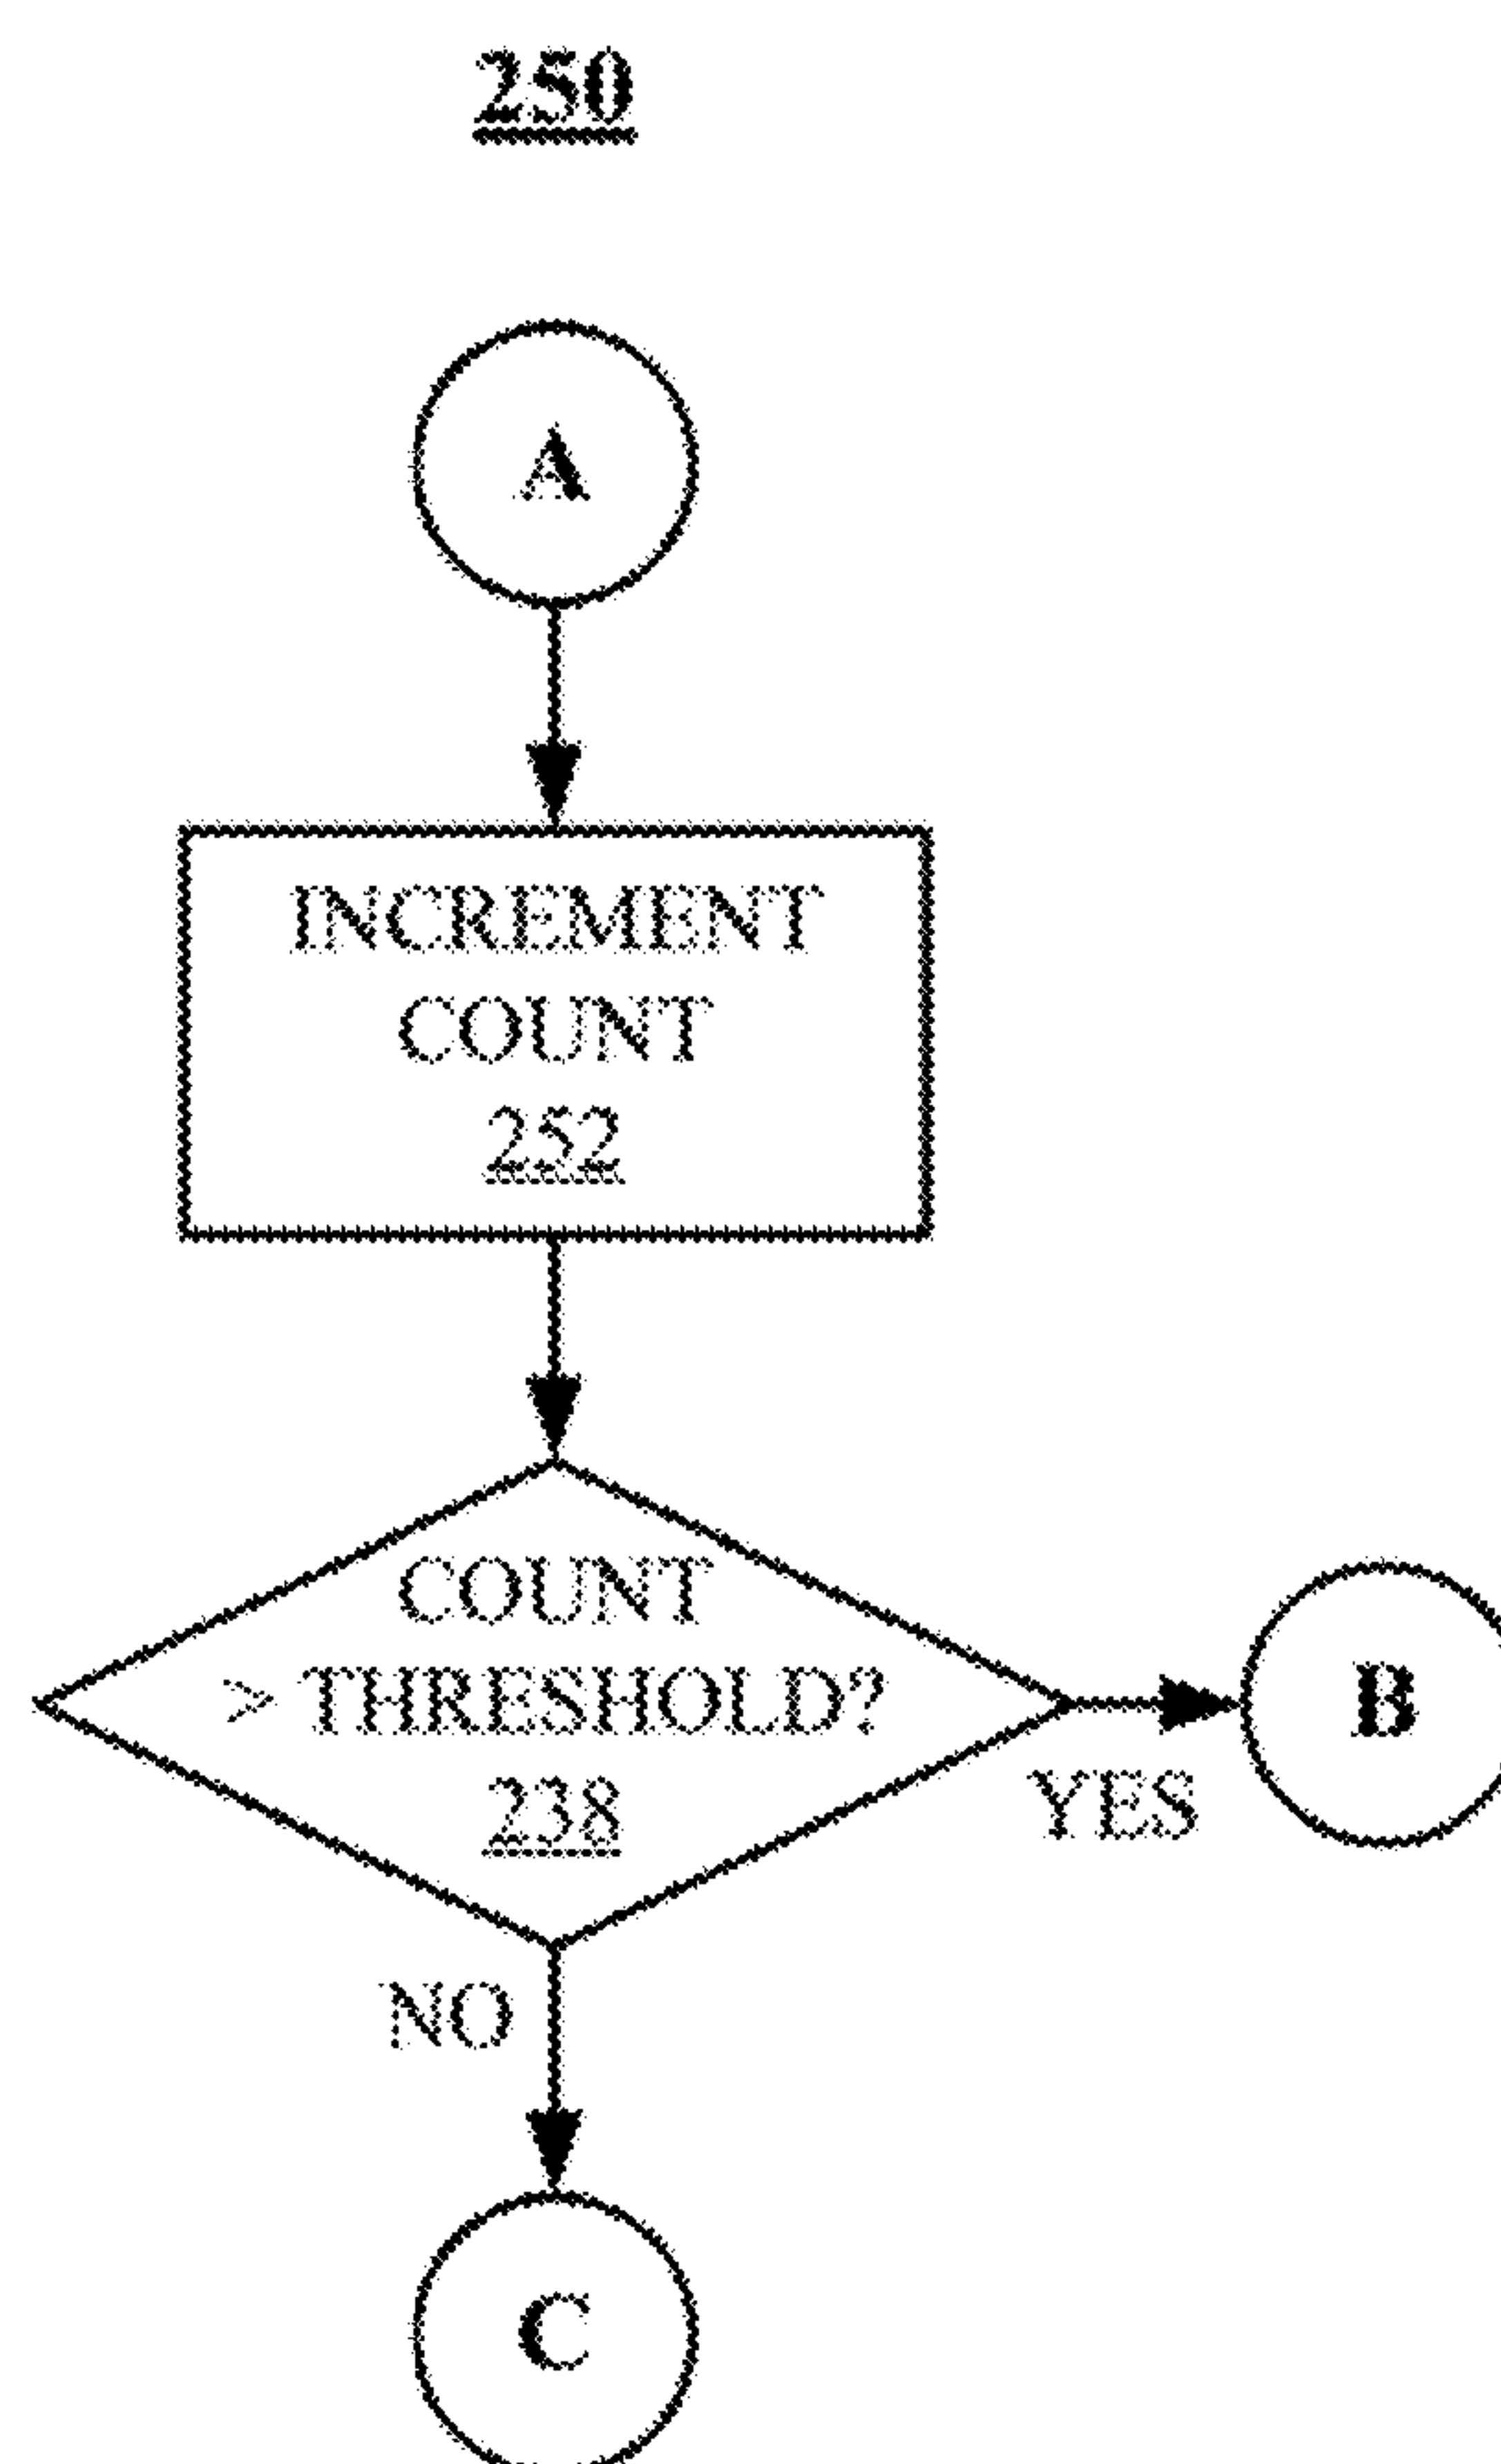 250
A
INCREMENT
COUNT
252
COUNT
> THRESHOLD?
238
B
YES
NO
C